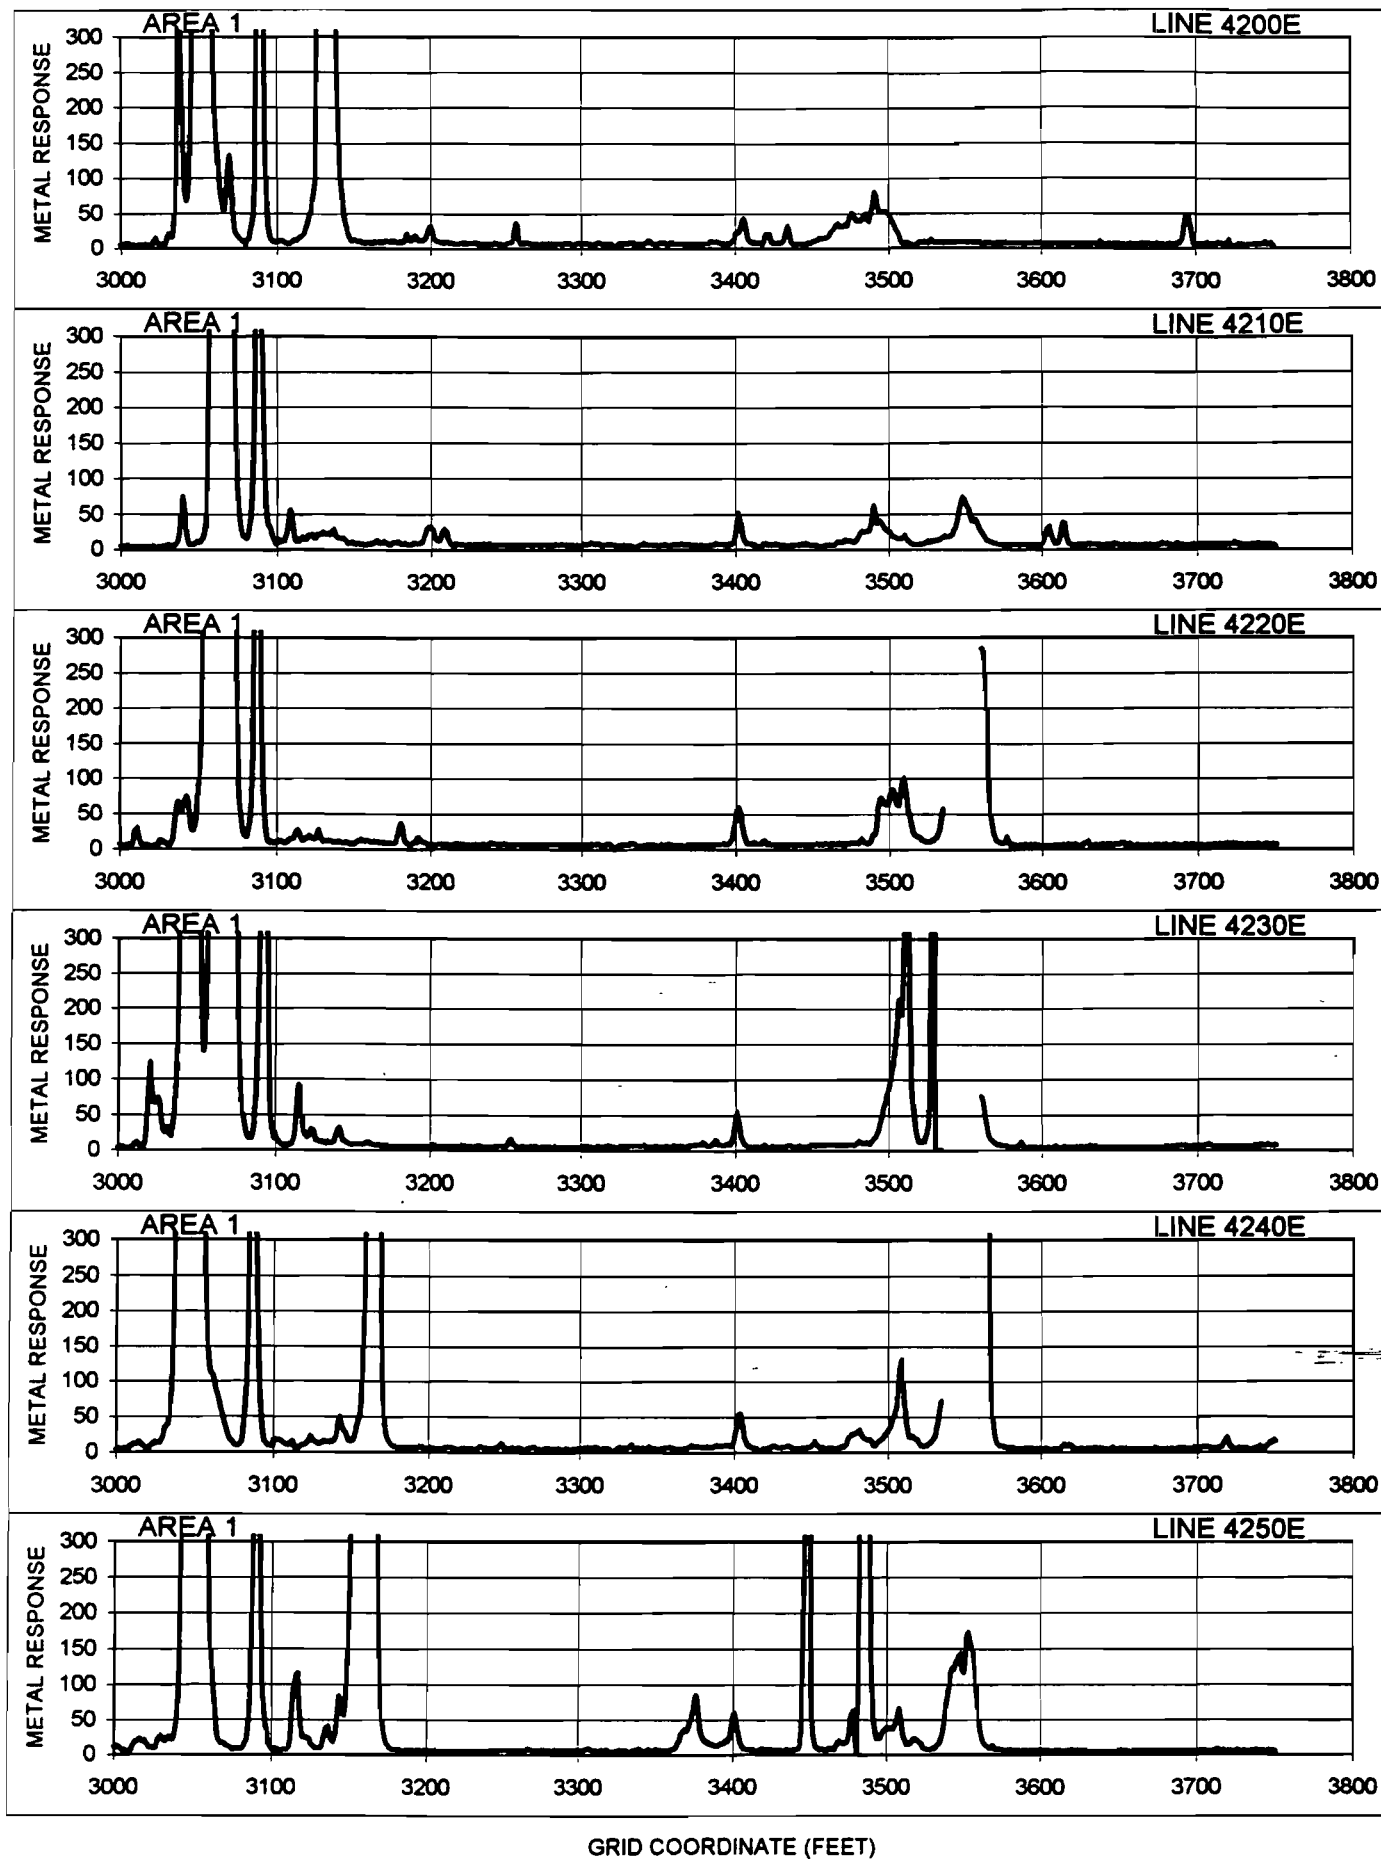 AREA 1 LINE 4200E
METAL RESPONSE
300
250
200
150
100
50
0
3000 3100 3200 3300 3400 3500 3600 3700 3800
AREA 1 LINE 4210E
METAL RESPONSE
300
250
200
150
100
50
0
3000 3100 3200 3300 3400 3500 3600 3700 3800
AREA 1 LINE 4220E
METAL RESPONSE
300
250
200
150
100
50
0
3000 3100 3200 3300 3400 3500 3600 3700 3800
AREA 1 LINE 4230E
METAL RESPONSE
300
250
200
150
100
50
0
3000 3100 3200 3300 3400 3500 3600 3700 3800
AREA 1 LINE 4240E
METAL RESPONSE
300
250
200
150
100
50
0
3000 3100 3200 3300 3400 3500 3600 3700 3800
AREA 1 LINE 4250E
METAL RESPONSE
300
250
200
150
100
50
0
3000 3100 3200 3300 3400 3500 3600 3700 3800
GRID COORDINATE (FEET)